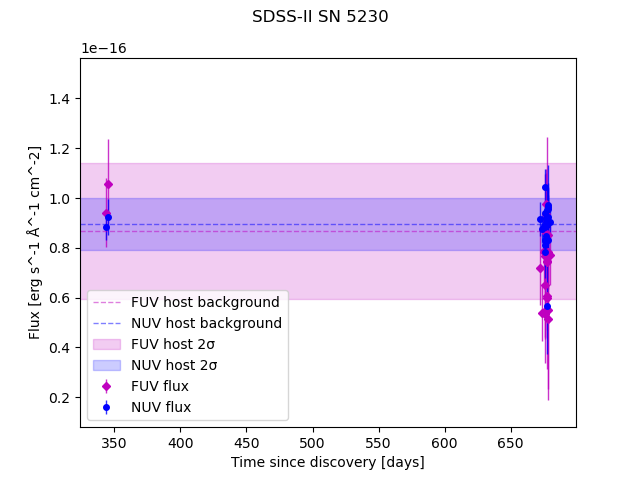 SDSS-II SN 5230
1e−16
1.4
1.2
1.0
0.8
0.6
0.4
0.2
Flux [erg s^-1 Å^-1 cm^-2]
FUV host background
NUV host background
FUV host 2σ
NUV host 2σ
FUV flux
NUV flux
350 400 450 500 550 600 650
Time since discovery [days]